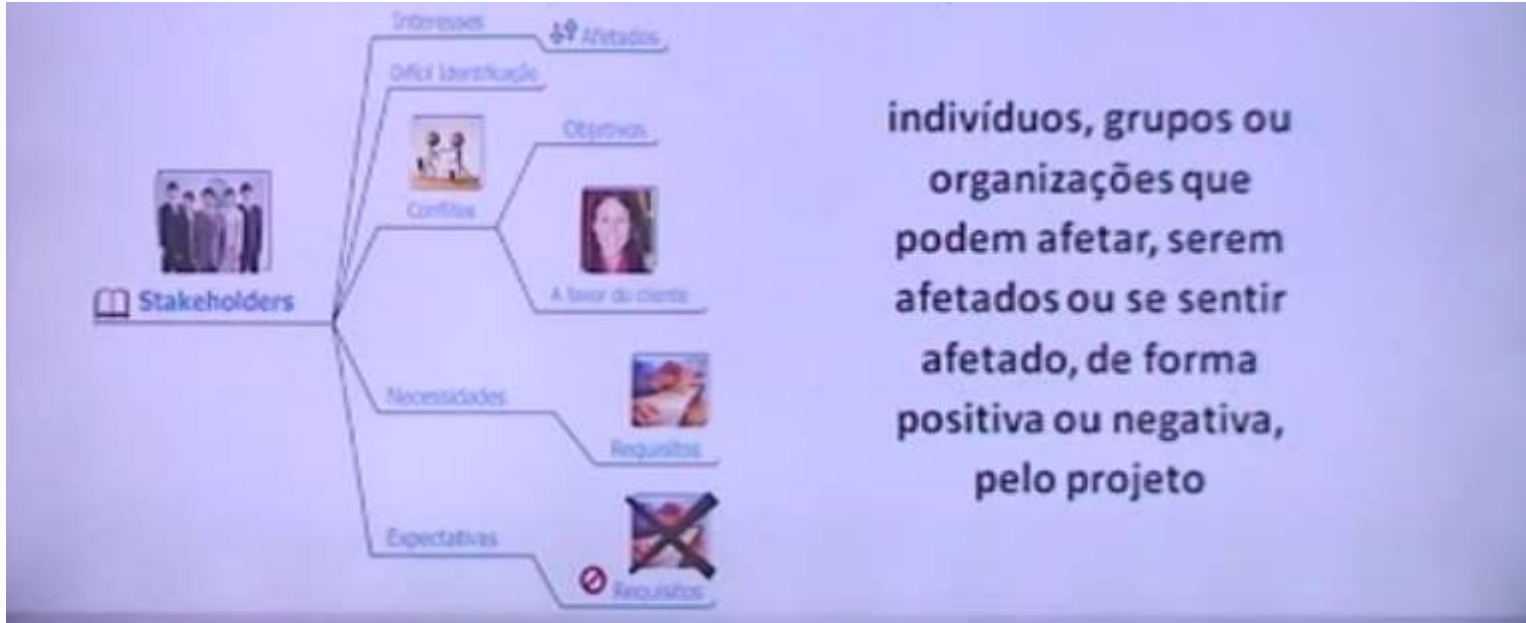 Interesses
Afetados
Difícil Identificação
Conflitos
Objetivos
A favor do cliente
Stakeholders
Necessidades
Requisitos
Expectativas
Requisitos
indivíduos, grupos ou
organizações que
podem afetar, serem
afetados ou se sentir
afetado, de forma
positiva ou negativa,
pelo projeto